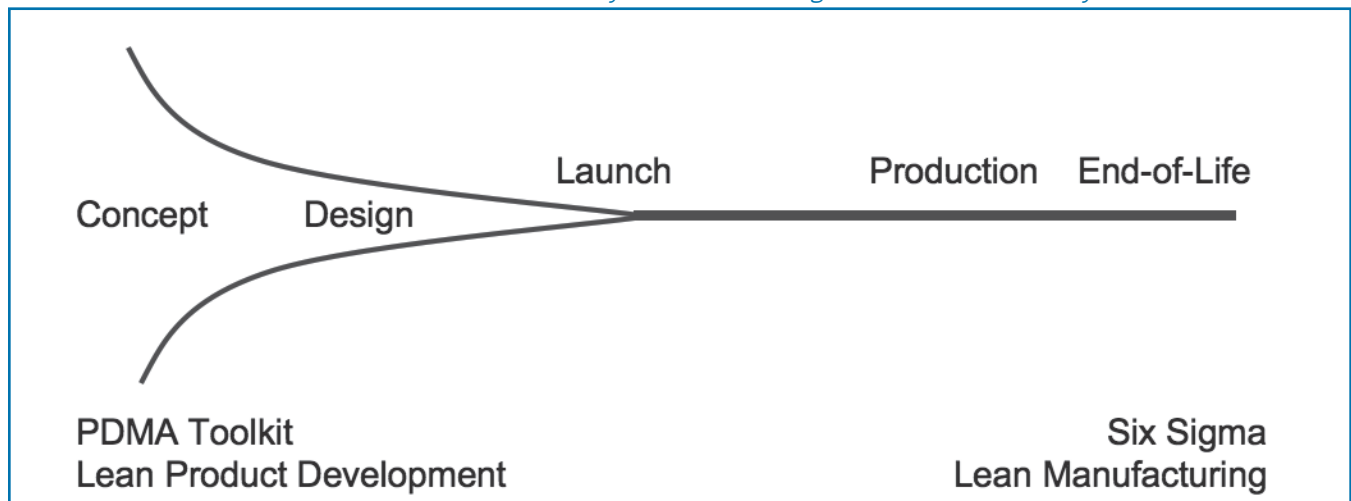 Launch Production End-of-Life
Concept Design
PDMA Toolkit Six Sigma
Lean Product Development Lean Manufacturing